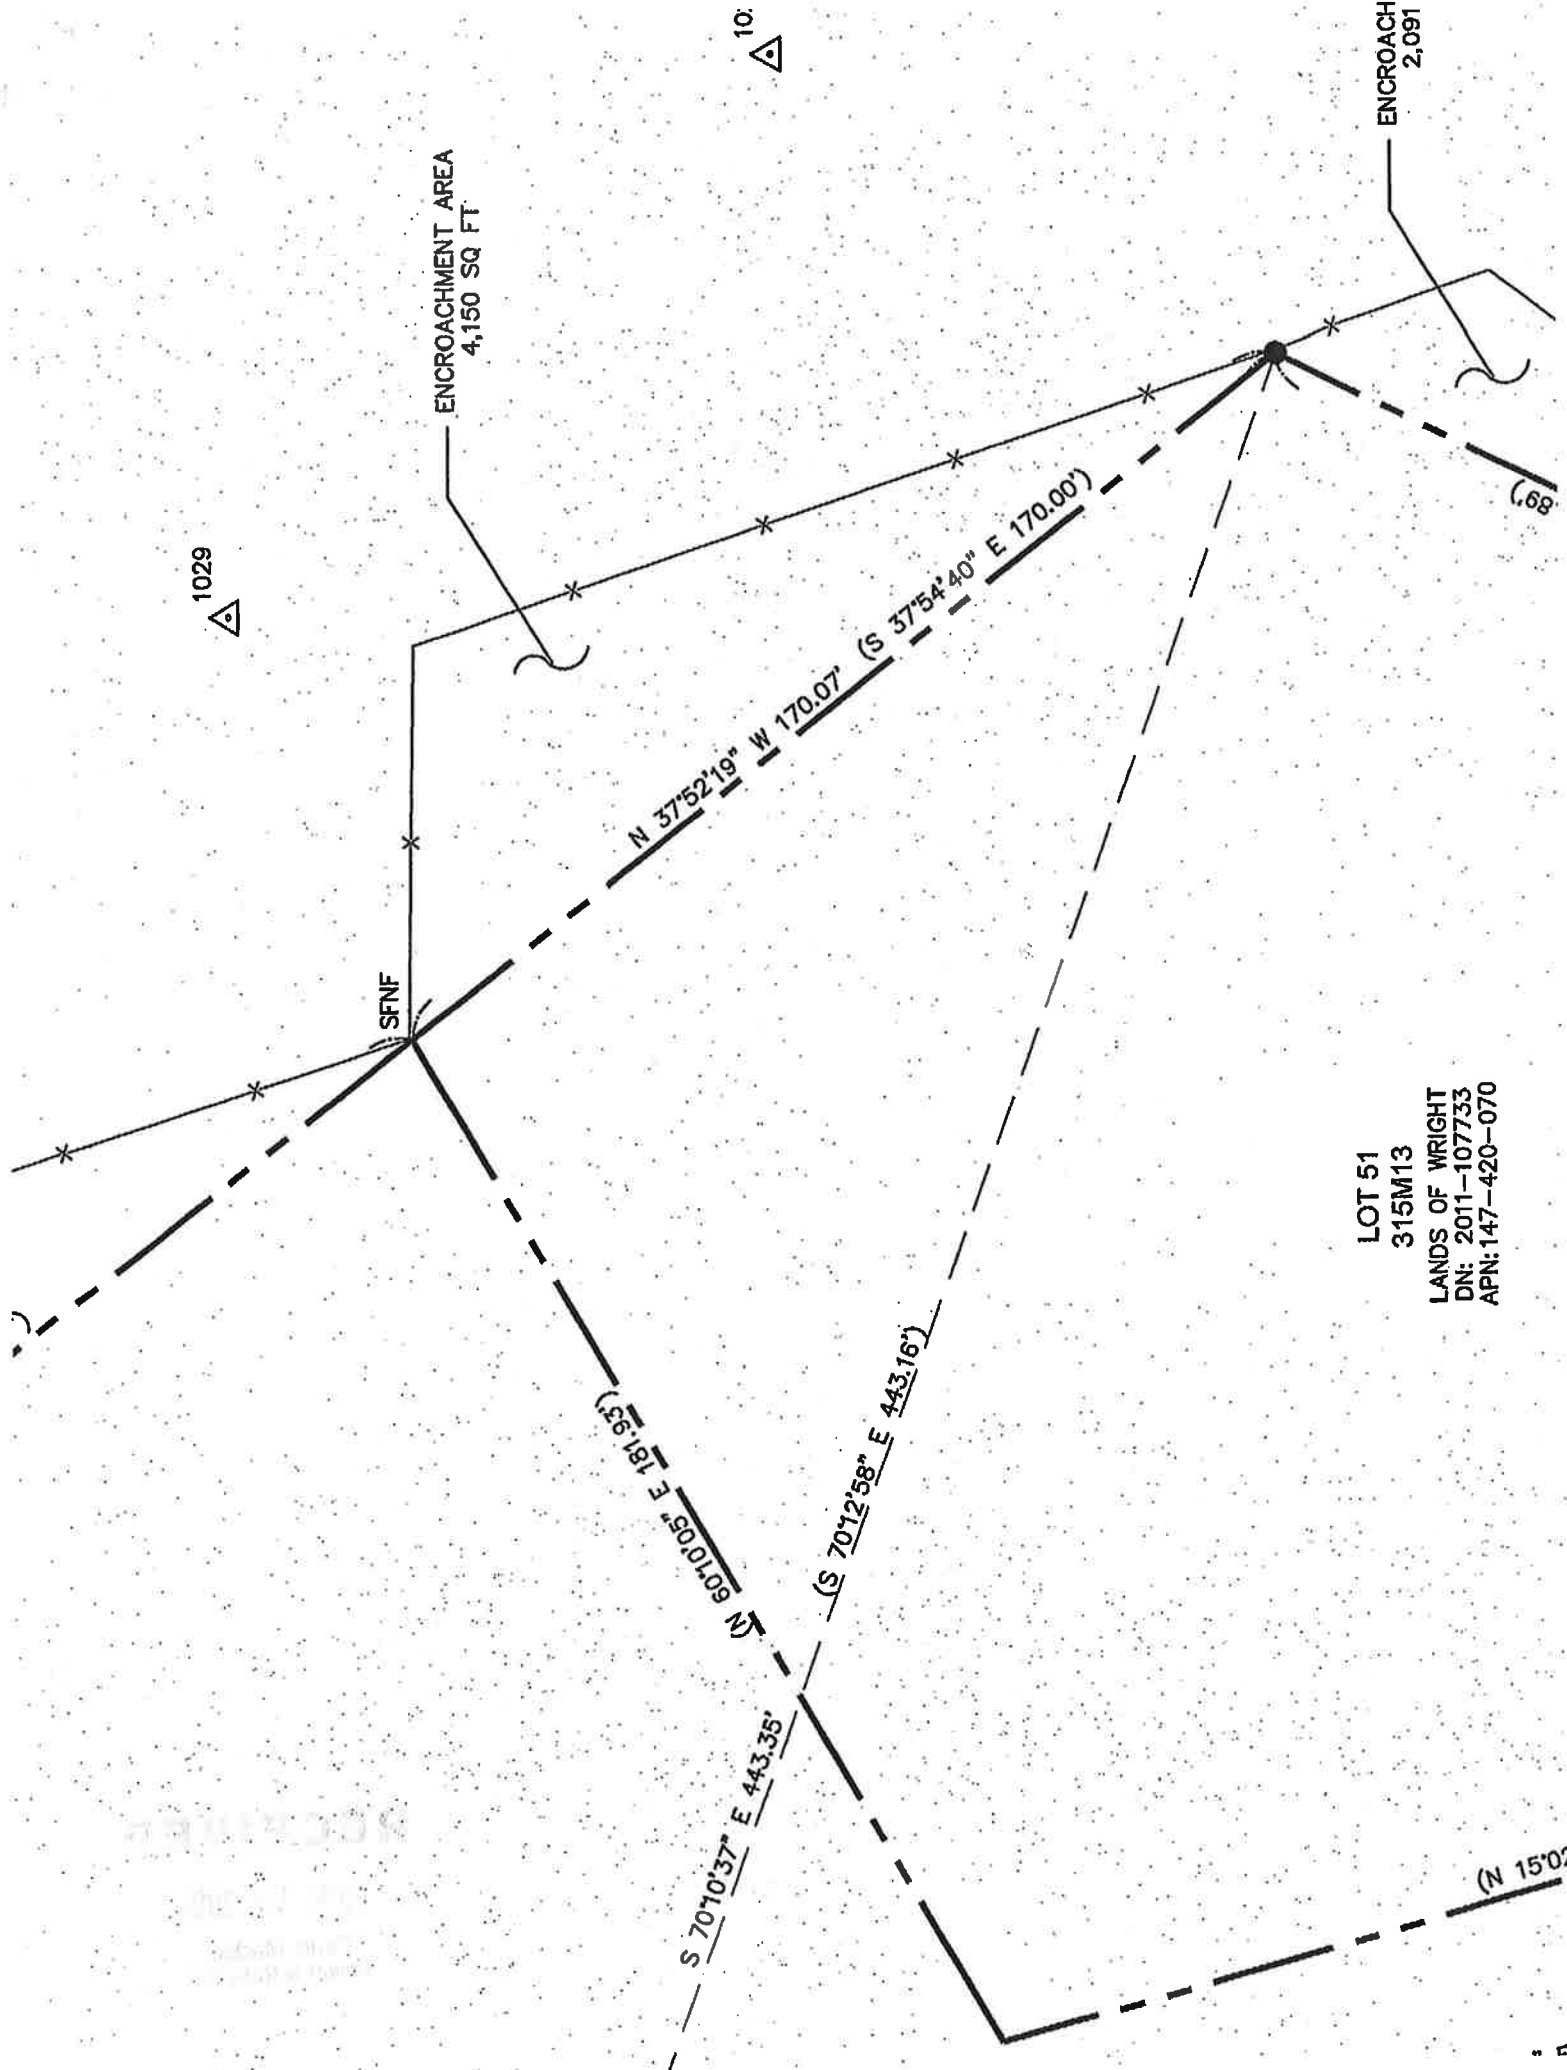 1029
ENCROACHMENT AREA
4,150 SQ FT
ENCROACH
2,091
SFNF
N 37°52'19" W 170.07' (S 37°54'40" E 170.00')
(N 60°10'05" E 181.93')
(S 70°12'58" E 443.16')
S 70°10'37" E 443.35'
LOT 51
315M13
LANDS OF WRIGHT
DN: 2011-107733
APN:147-420-070
(N 15°02
89')
10